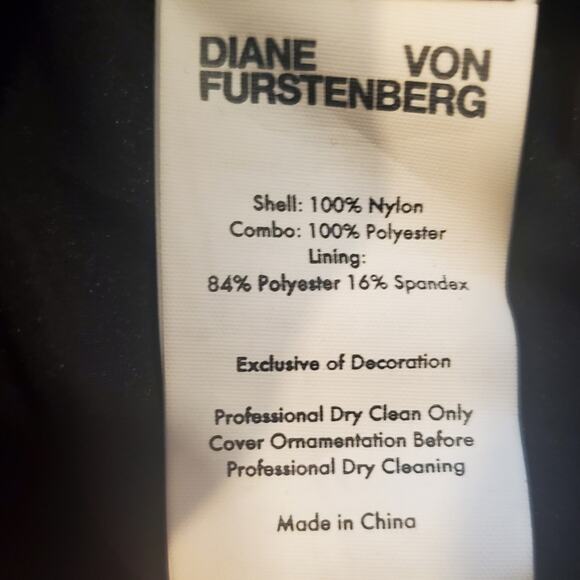 DIANE VON
FURSTENBERG
Shell: 100% Nylon
Combo: 100% Polyester
Lining:
84% Polyester 16% Spandex
Exclusive of Decoration
Professional Dry Clean Only
Cover Ornamentation Before
Professional Dry Cleaning
Made in China